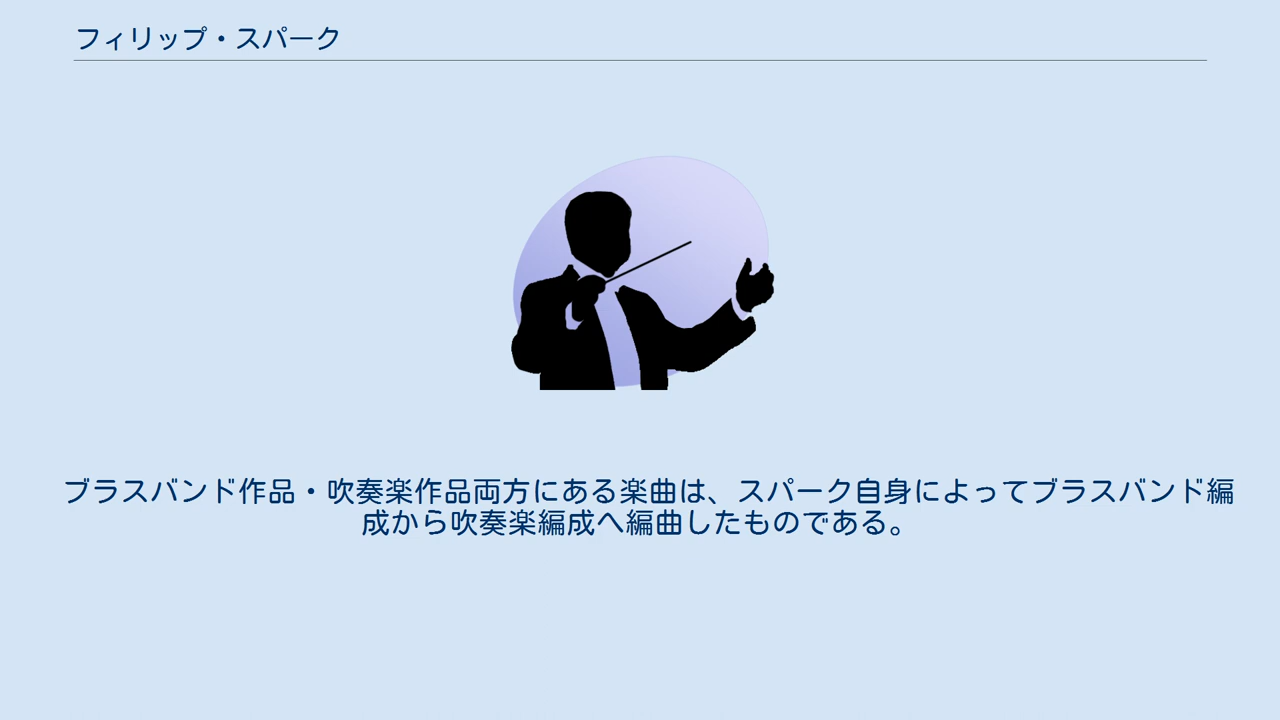 フィリップ・スパーク
ブラスバンド作品・吹奏楽作品両方にある楽曲は、スパーク自身によってブラスバンド編
成から吹奏楽編成へ編曲したものである。